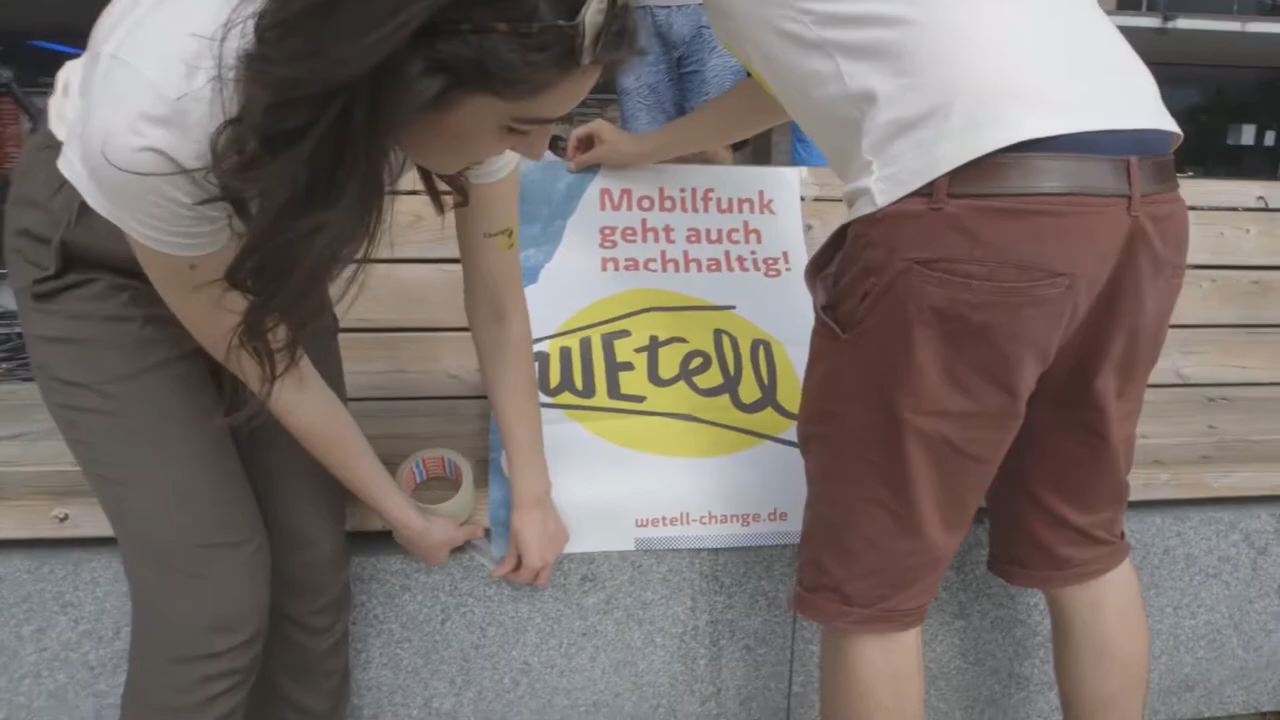 Mobilfunk
geht auch
nachhaltig!
WEtell
wetell-change.de